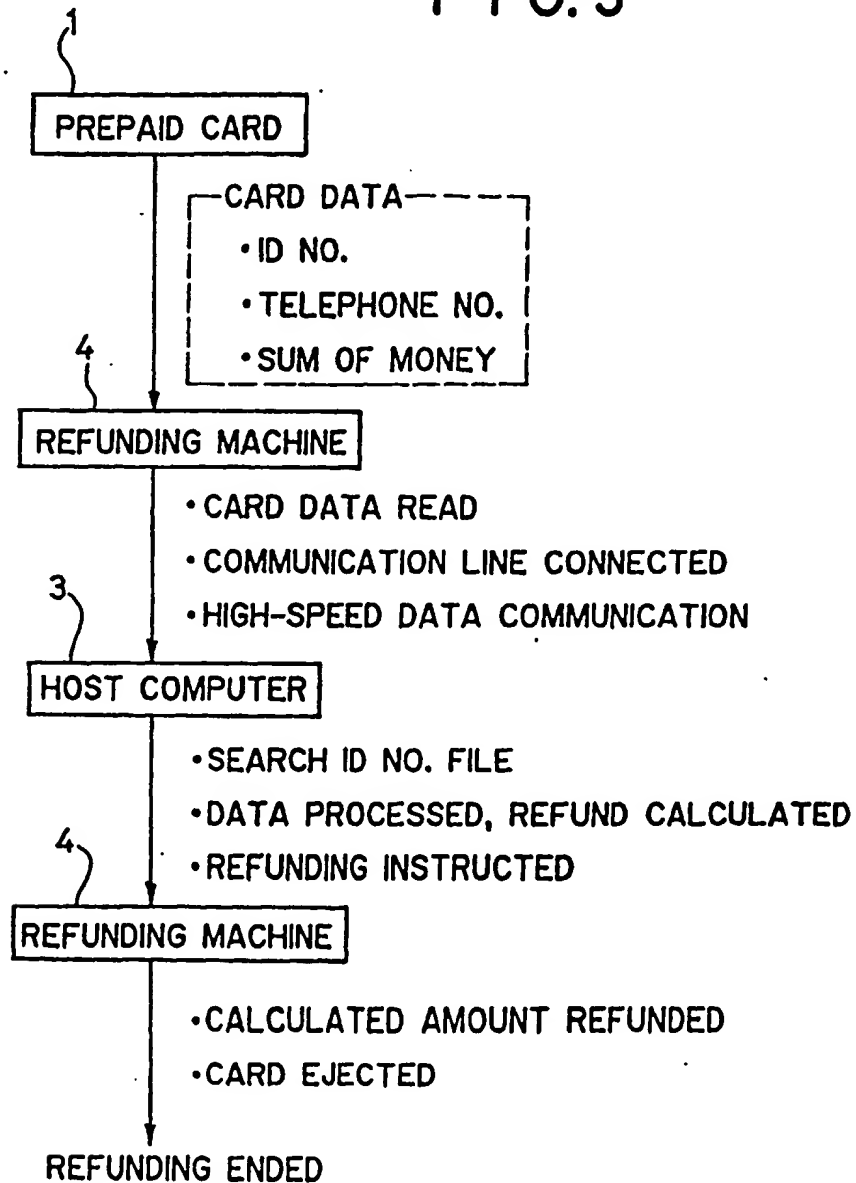 FIG. 5
1
PREPAID CARD
CARD DATA
•ID NO.
•TELEPHONE NO.
•SUM OF MONEY
4
REFUNDING MACHINE
•CARD DATA READ
•COMMUNICATION LINE CONNECTED
•HIGH-SPEED DATA COMMUNICATION
3
HOST COMPUTER
•SEARCH ID NO. FILE
•DATA PROCESSED, REFUND CALCULATED
•REFUNDING INSTRUCTED
4
REFUNDING MACHINE
•CALCULATED AMOUNT REFUNDED
•CARD EJECTED
REFUNDING ENDED